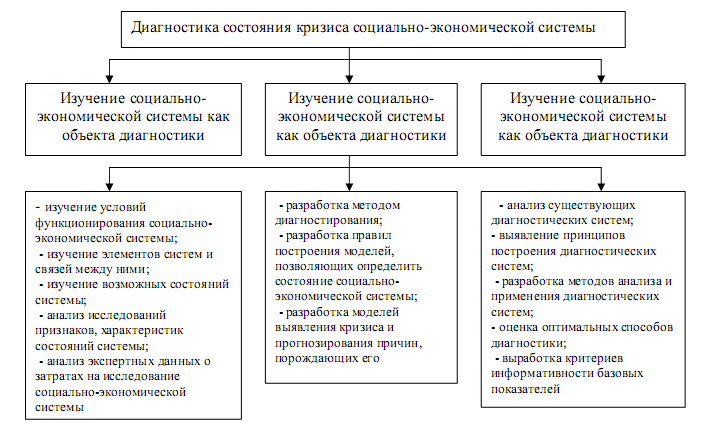 Диагностика состояния кризиса социально-экономической системы
Изучение социально-
экономической системы как
объекта диагностики
Изучение социально-
экономической системы
как объекта диагностики
Изучение социально-
экономической системы
как объекта диагностики
- изучение условий
функционирования социально-
экономической системы;
- изучение элементов систем и
связей между ними;
- изучение возможных состояний
системы;
- анализ исследований
признаков, характеристик
состояний системы;
- анализ экспертных данных о
затратах на исследование
социально-экономической
системы
- разработка методом
диагностирования;
- разработка правил
построения моделей,
позволяющих определить
состояние социально-
экономической системы;
- разработка моделей
выявления кризиса и
прогнозирования причин,
порождающих его
- анализ существующих
диагностических систем;
- выявление принципов
построения диагностических
систем;
- разработка методов анализа и
применения диагностических
систем;
- оценка оптимальных способов
диагностики;
- выработка критериев
информативности базовых
показателей